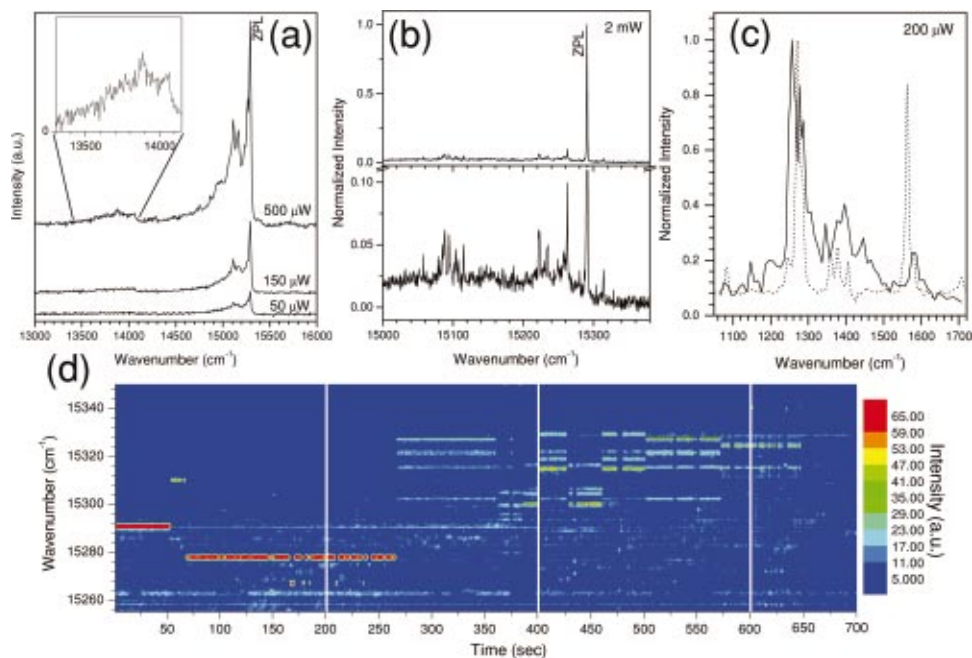 (a)
ZPL
Intensity (a.u.)
0
13500
14000
500 µW
150 µW
50 µW
13000 13500 14000 14500 15000 15500 16000
Wavenumber (cm⁻¹)
(b)
2 mW
ZPL
Normalized Intensity
1.0
0.5
0.0
Normalized Intensity
0.10
0.05
0.00
15000 15100 15200 15300
Wavenumber (cm⁻¹)
(c)
200 µW
Normalized Intensity
1.0
0.8
0.6
0.4
0.2
0.0
1100 1200 1300 1400 1500 1600 1700
Wavenumber (cm⁻¹)
(d)
Wavenumber (cm⁻¹)
15340
15320
15300
15280
15260
50 100 150 200 250 300 350 400 450 500 550 600 650 700
Time (sec)
65.00
59.00
53.00
47.00
41.00
35.00
29.00
23.00
17.00
11.00
5.000
Intensity (a.u.)